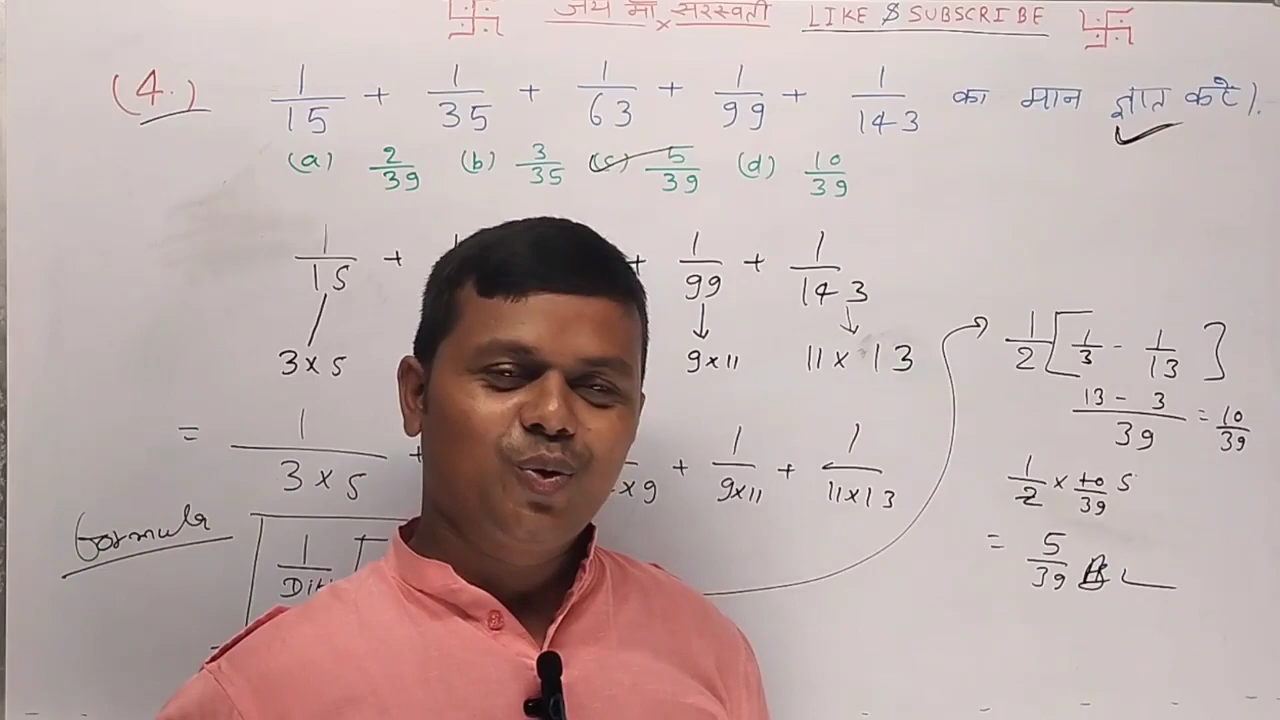 जय माँ सरस्वती LIKE & SUBSCRIBE
(4.) 1/15 + 1/35 + 1/63 + 1/99 + 1/143 का मान ज्ञात करें।
(a) 2/39 (b) 3/35 (c) 5/39 (d) 10/39
1/15 + + 1/99 + 1/143
3×5 9×11 11×13
= 1/3×5 + ×9 + 1/9×11 + 1/11×13
formula
1/2 [1/3 - 1/13]
13 - 3/39 = 10/39
1/2 × 10/39 5
= 5/39